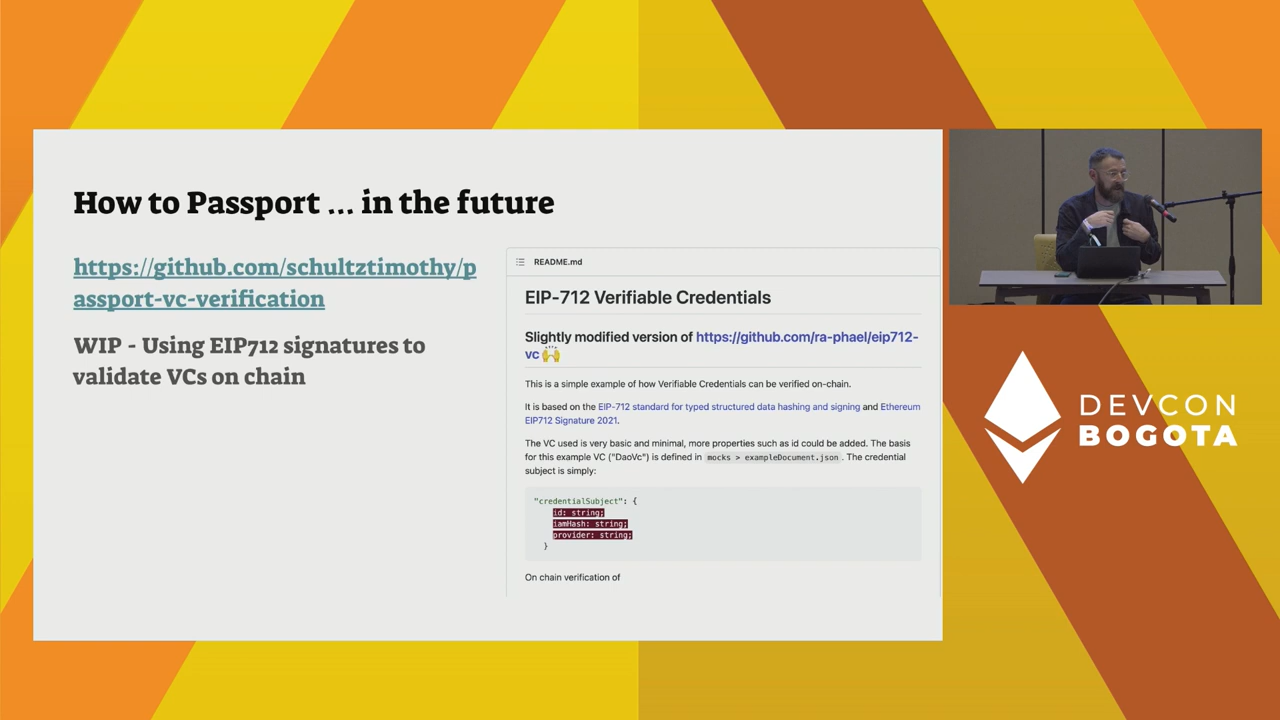 How to Passport ... in the future
https://github.com/schultztimothy/p
assport-vc-verification
WIP - Using EIP712 signatures to
validate VCs on chain
README.md
EIP-712 Verifiable Credentials
Slightly modified version of https://github.com/ra-phael/eip712-
vc 🙌
This is a simple example of how Verifiable Credentials can be verified on-chain.
It is based on the EIP-712 standard for typed structured data hashing and signing and Ethereum
EIP712 Signature 2021.
The VC used is very basic and minimal, more properties such as id could be added. The basis
for this example VC ("DaoVc") is defined in mocks > exampleDocument.json . The credential
subject is simply:
"credentialSubject": {
id: string;
iamHash: string;
provider: string;
}
On chain verification of
DEVCON
BOGOTA